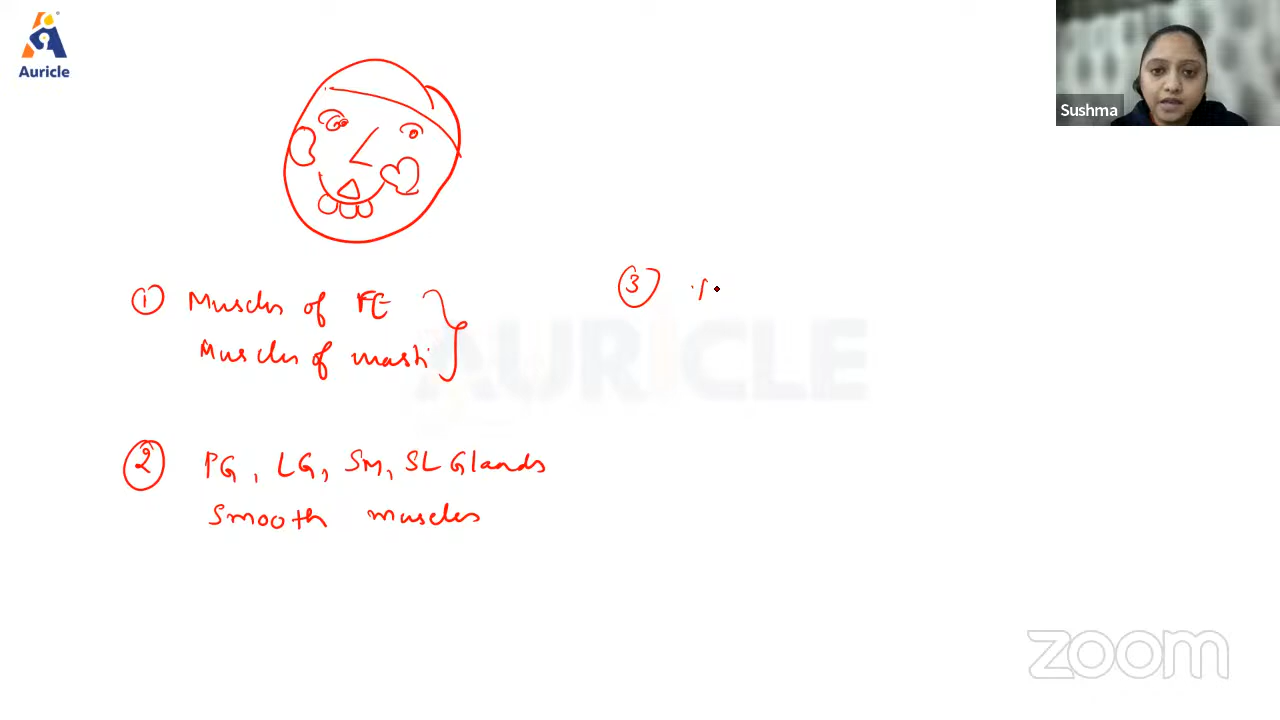 Auricle
Sushma
① Muscles of FE
Muscles of masti
② PG, LG, SM, SL Glands
Smooth muscles
③
AURICLE
zoom